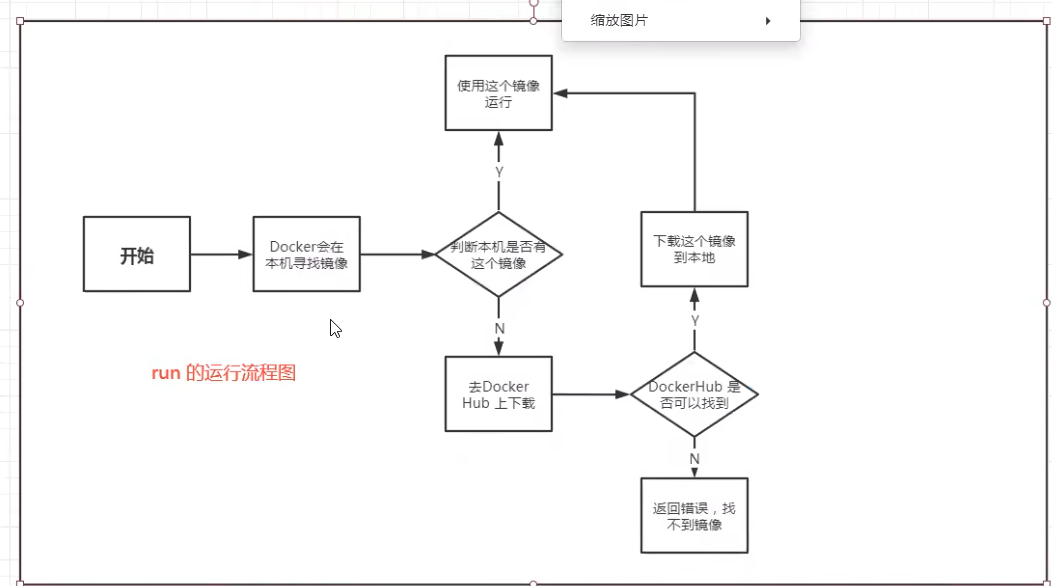 缩放图片
使用这个镜像
运行
Y
开始
Docker会在
本机寻找镜像
判断本机是否有
这个镜像
下载这个镜像
到本地
N
Y
run 的运行流程图
去Docker
Hub 上下载
DockerHub 是
否可以找到
N
返回错误，找
不到镜像